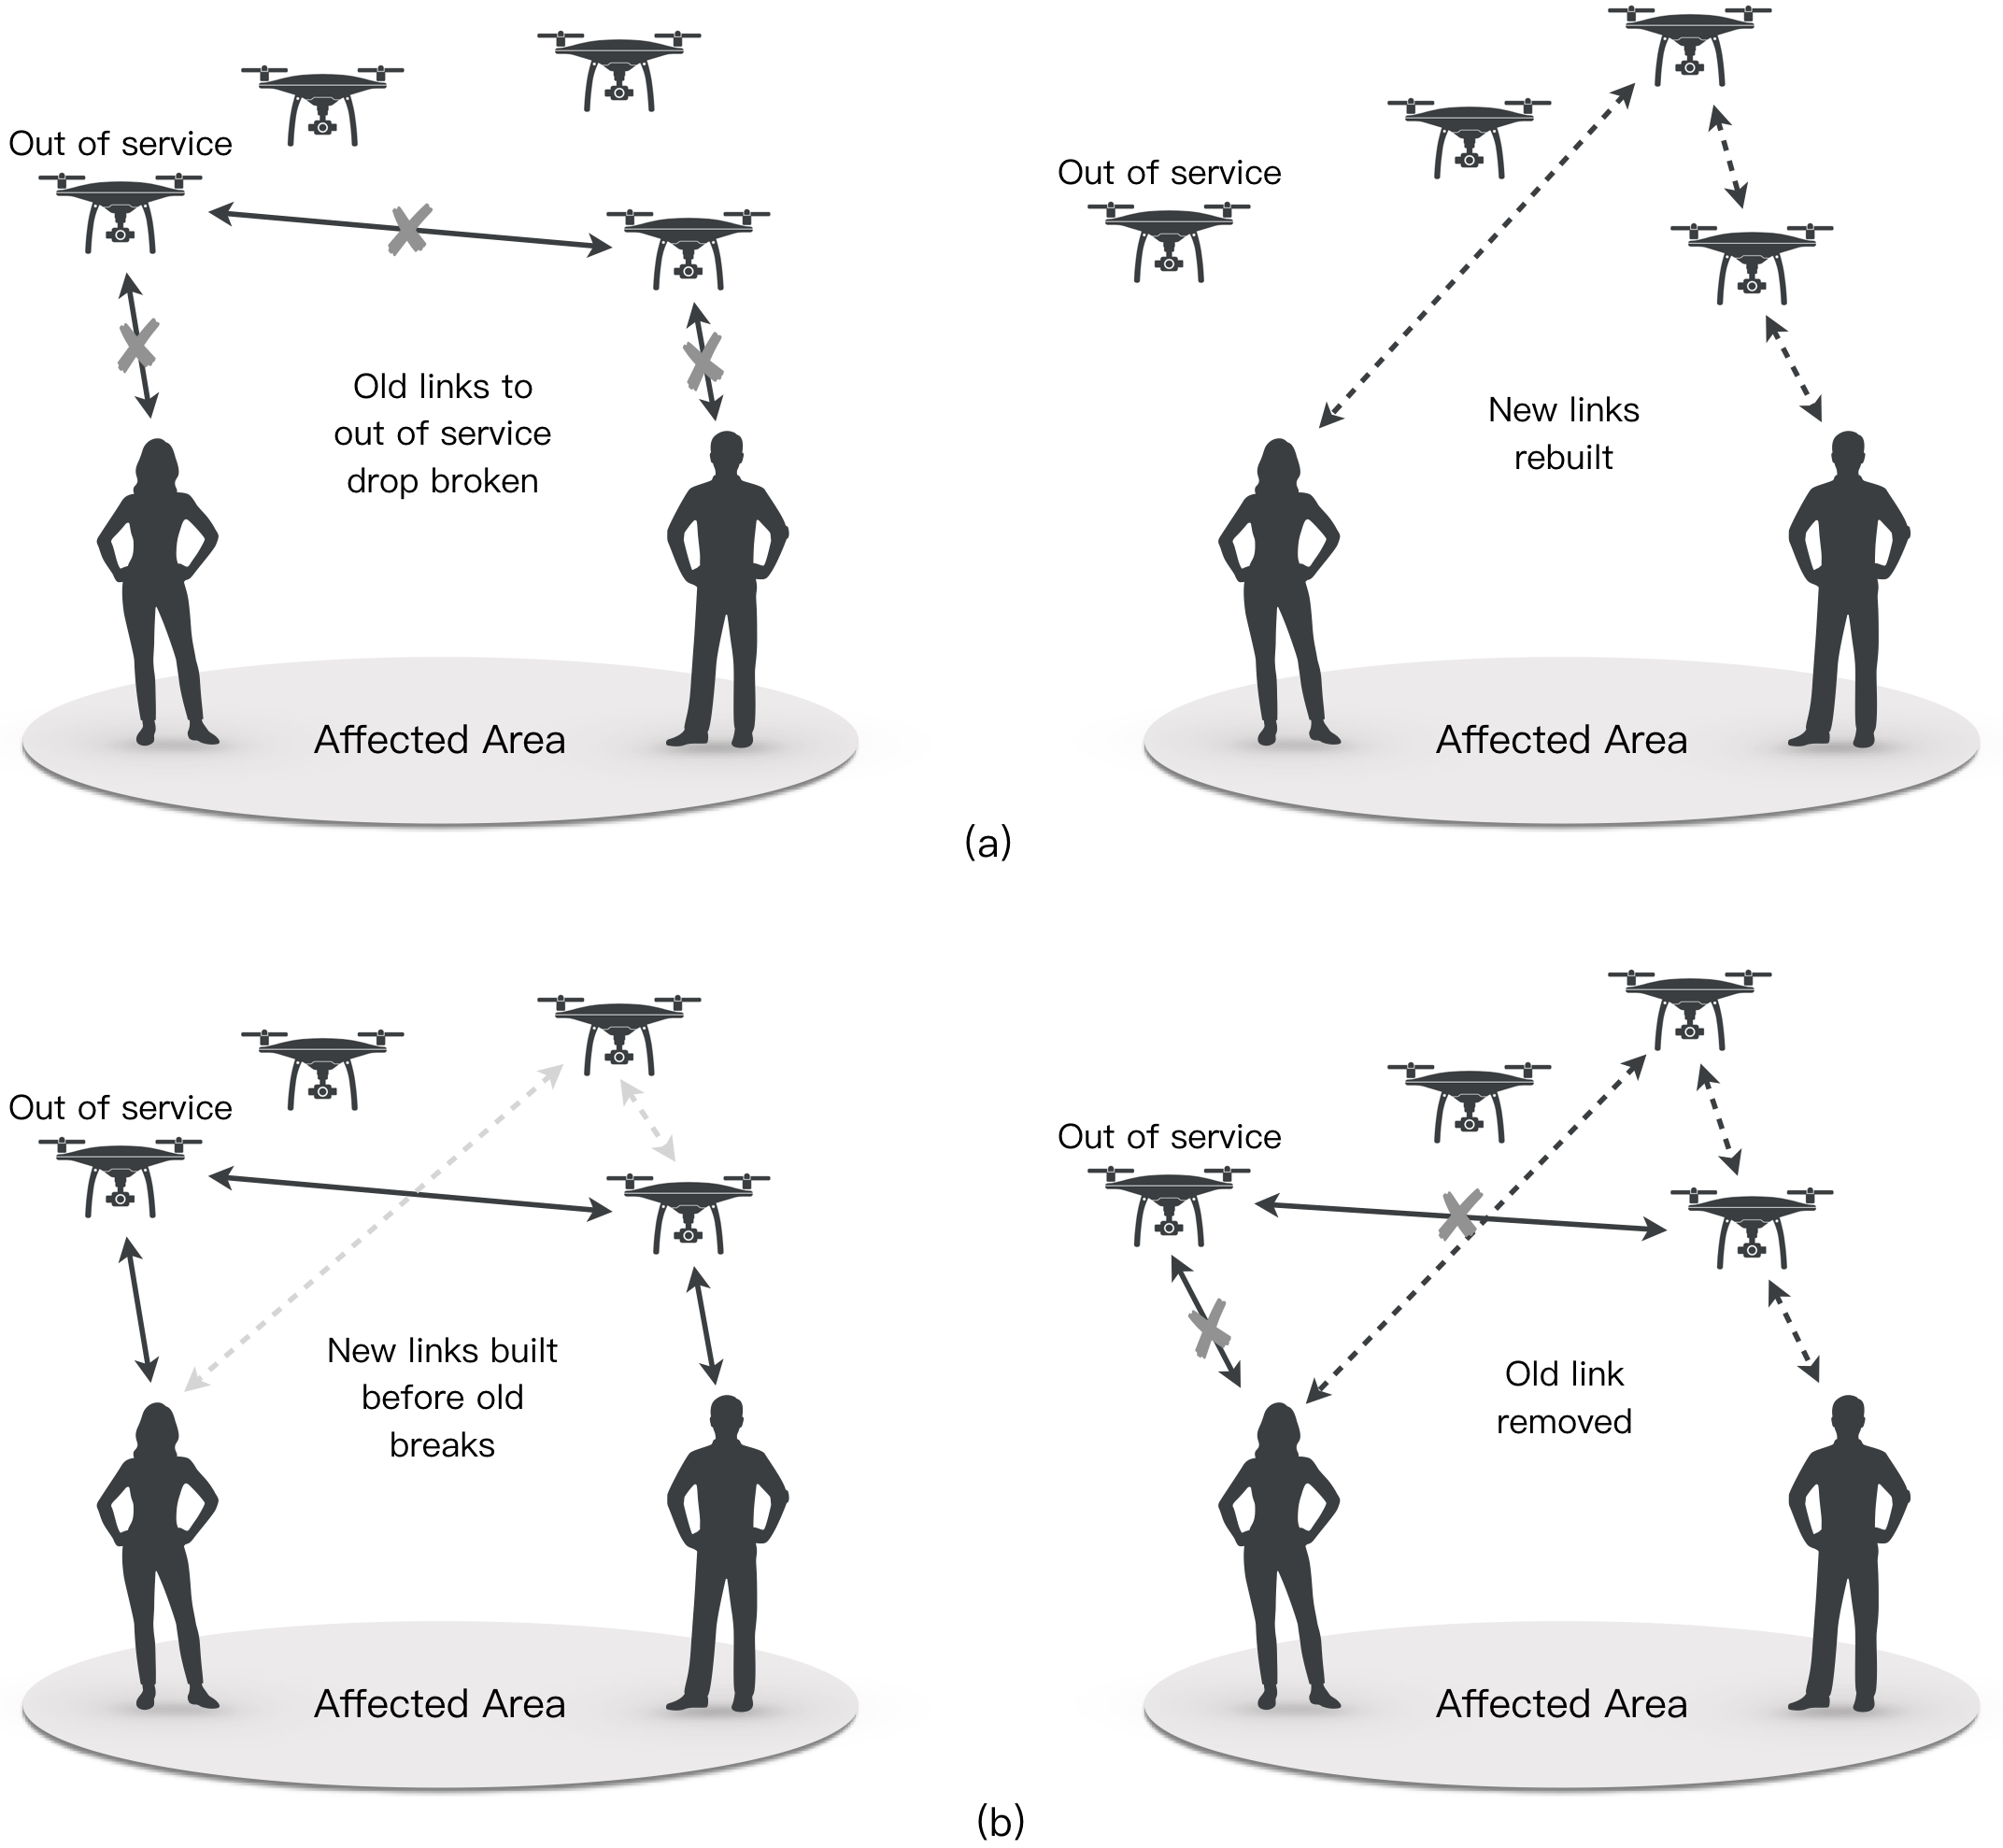 Out of service
Old links to
out of service
drop broken
Affected Area
Out of service
New links
rebuilt
Affected Area
(a)
Out of service
New links built
before old
breaks
Affected Area
Out of service
Old link
removed
Affected Area
(b)